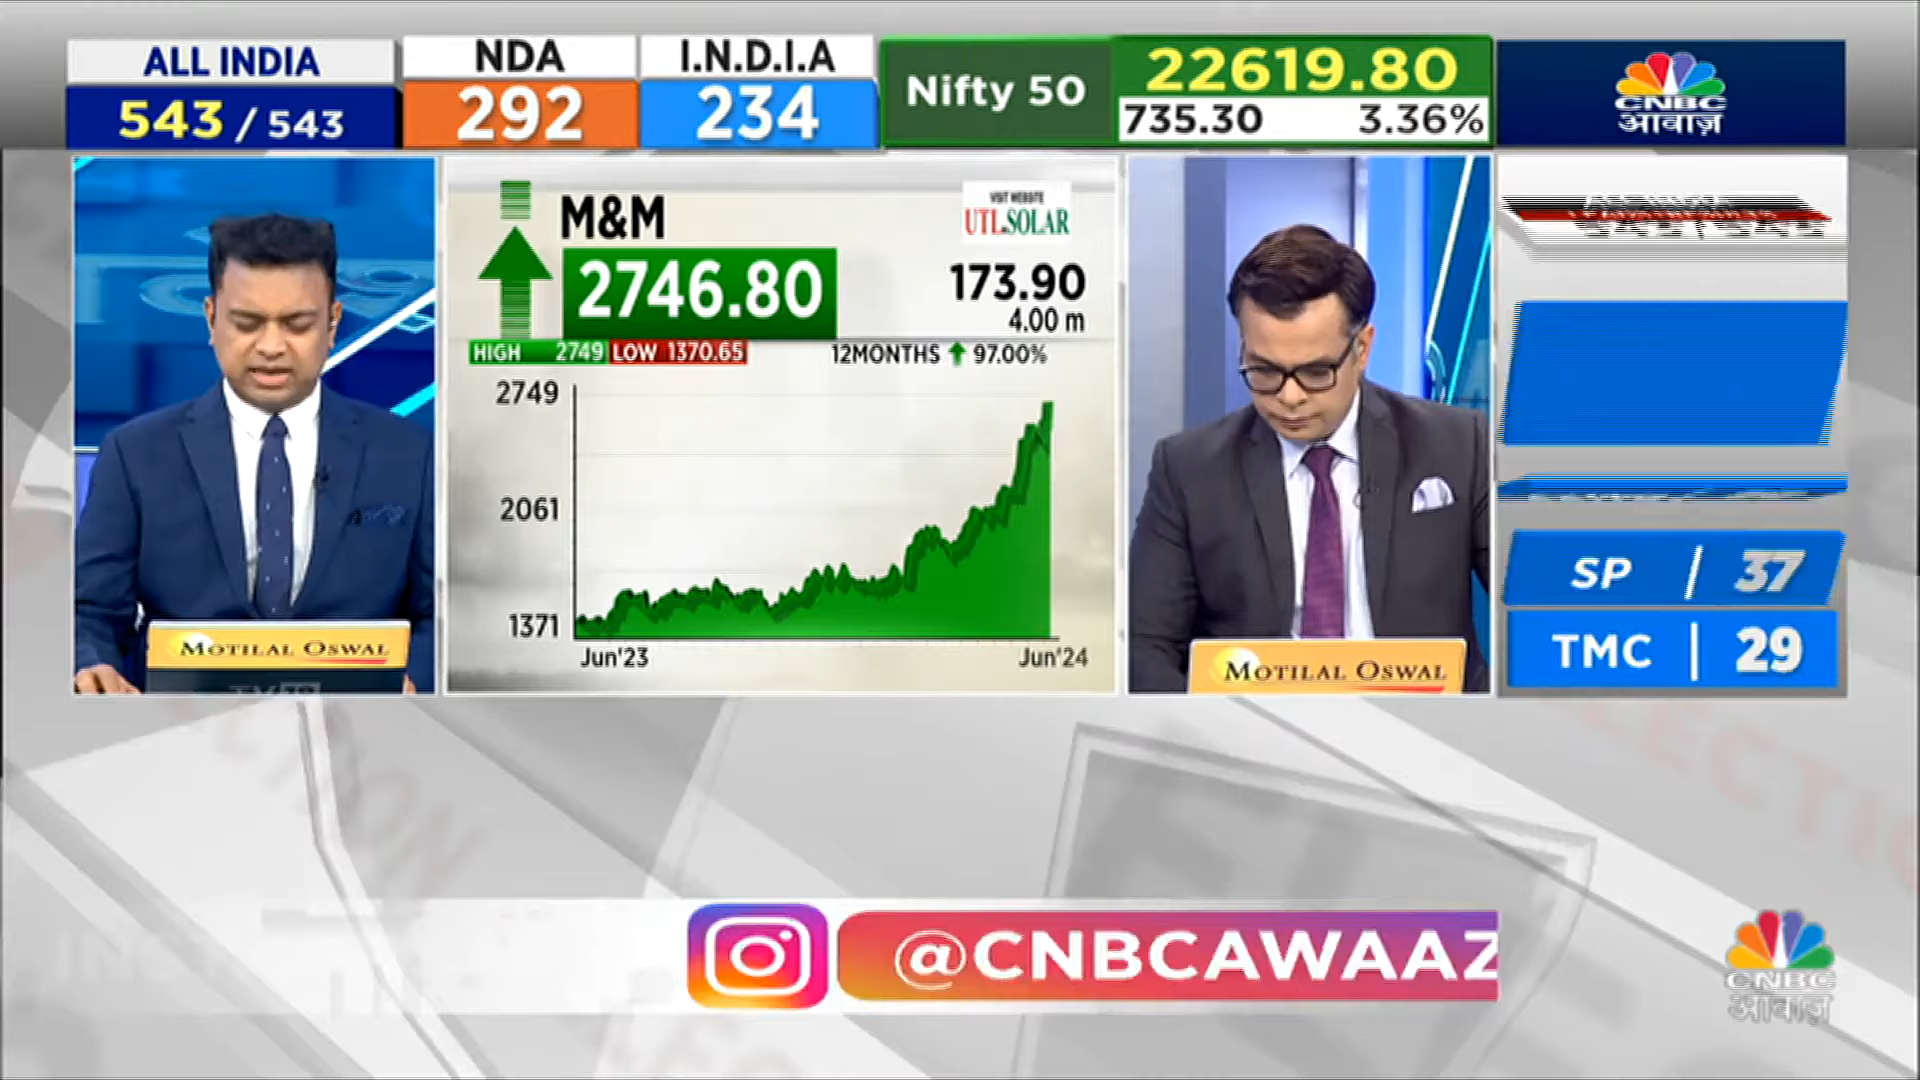 ALL INDIA
543 / 543
NDA
292
I.N.D.I.A
234
Nifty 50
22619.80
735.30 3.36%
CNBC
आवाज़
M&M
2746.80
VISIT WEBSITE
UTL SOLAR
173.90
4.00 m
HIGH 2749 LOW 1370.65
12MONTHS 97.00%
2749
2061
1371
Jun'23 Jun'24
MOTILAL OSWAL
MOTILAL OSWAL
SP / 37
TMC | 29
@CNBCAWAAZ
CNBC
आवाज़